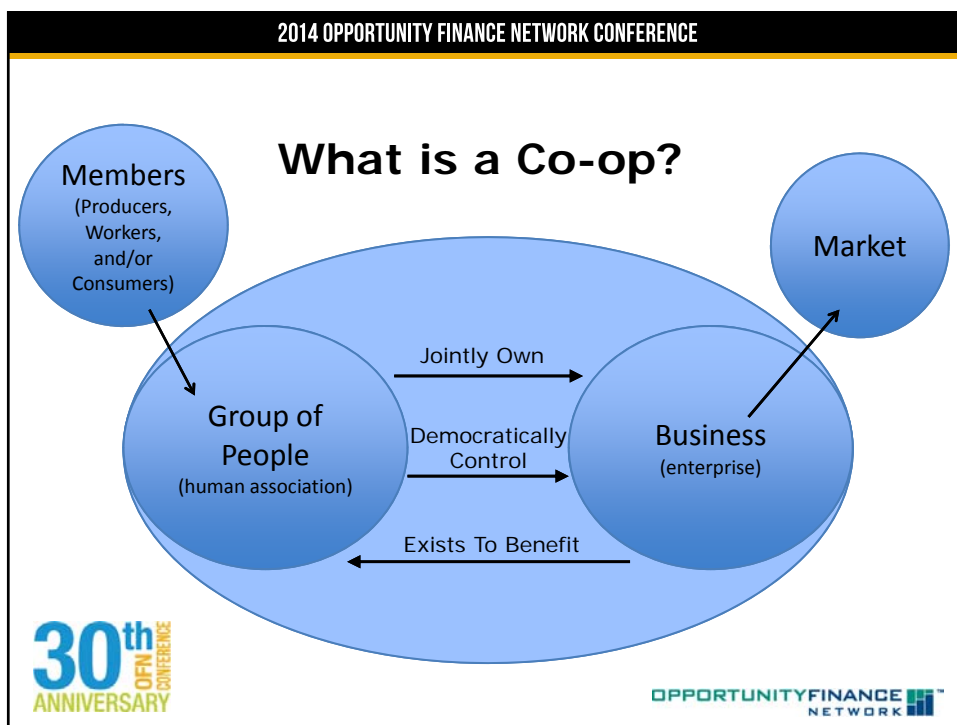 2014 OPPORTUNITY FINANCE NETWORK CONFERENCE
What is a Co-op?
Members
(Producers,
Workers,
and/or
Consumers)
Market
Jointly Own
Group of
People
(human association)
Democratically
Control
Business
(enterprise)
Exists To Benefit
30th
OFN
CONFERENCE
ANNIVERSARY
OPPORTUNITYFINANCE™
NETWORK